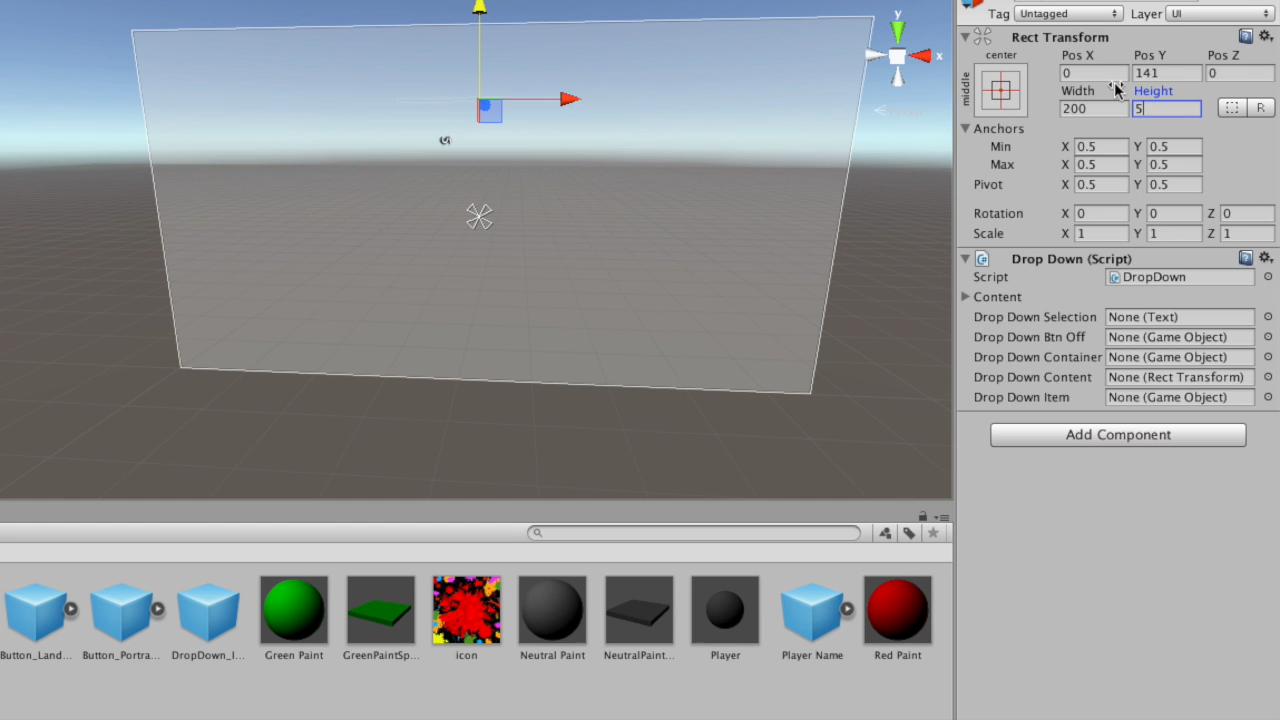 Tag Untagged Layer UI
Rect Transform
center Pos X Pos Y Pos Z
0 141 0
middle Width Height
200 5 R
Anchors
Min X 0.5 Y 0.5
Max X 0.5 Y 0.5
Pivot X 0.5 Y 0.5
Rotation X 0 Y 0 Z 0
Scale X 1 Y 1 Z 1
Drop Down (Script)
Script DropDown
Content
Drop Down Selection None (Text)
Drop Down Btn Off None (Game Object)
Drop Down Container None (Game Object)
Drop Down Content None (Rect Transform)
Drop Down Item None (Game Object)
Add Component
y
x
Button_Land... Button_Portra... DropDown_I... Green Paint GreenPaintSp... icon Neutral Paint NeutralPaint... Player Player Name Red Paint